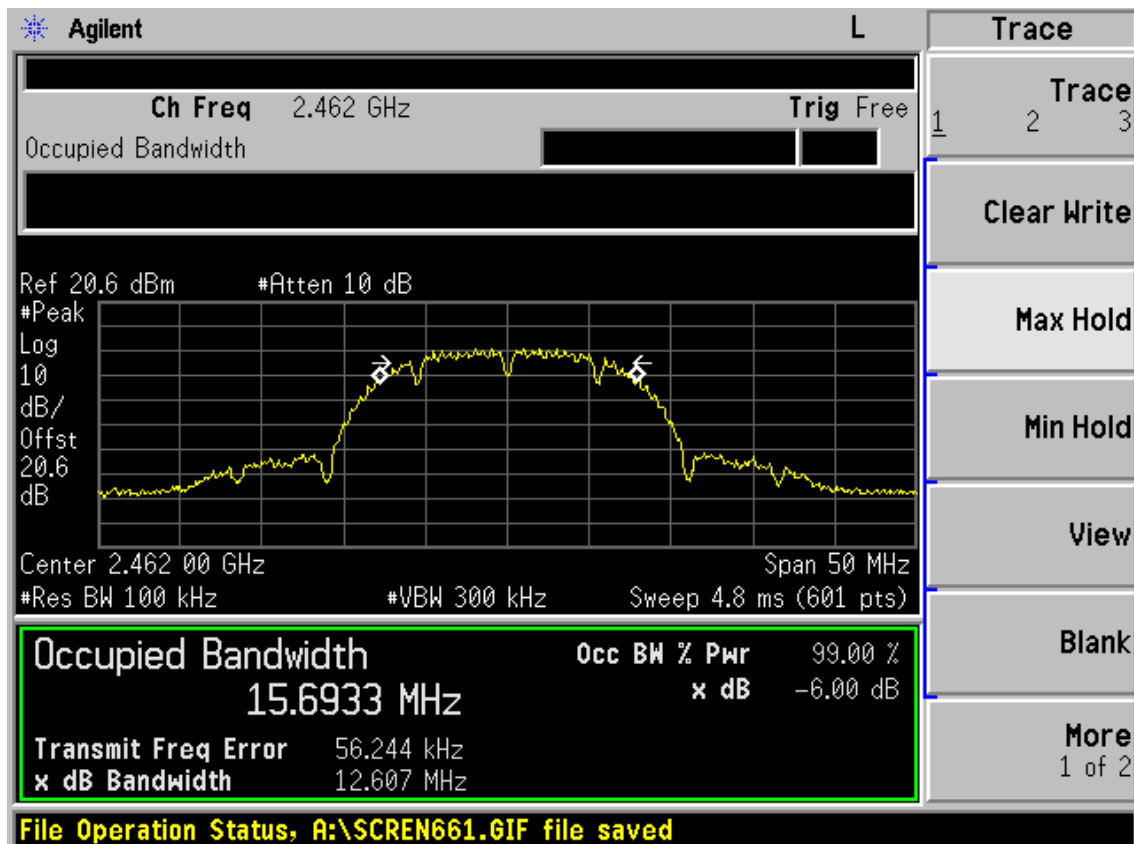 Agilent
L
Trace
Ch Freq 2.462 GHz
Trig Free
Occupied Bandwidth
Trace
1 2 3
Clear Write
Max Hold
Min Hold
View
Blank
More
1 of 2
Ref 20.6 dBm
#Atten 10 dB
#Peak
Log
10
dB/
Offst
20.6
dB
Center 2.462 00 GHz
Span 50 MHz
#Res BW 100 kHz
#VBW 300 kHz
Sweep 4.8 ms (601 pts)
Occupied Bandwidth
15.6933 MHz
Occ BW % Pwr 99.00 %
x dB -6.00 dB
Transmit Freq Error 56.244 kHz
x dB Bandwidth 12.607 MHz
File Operation Status, A:\SCREN661.GIF file saved